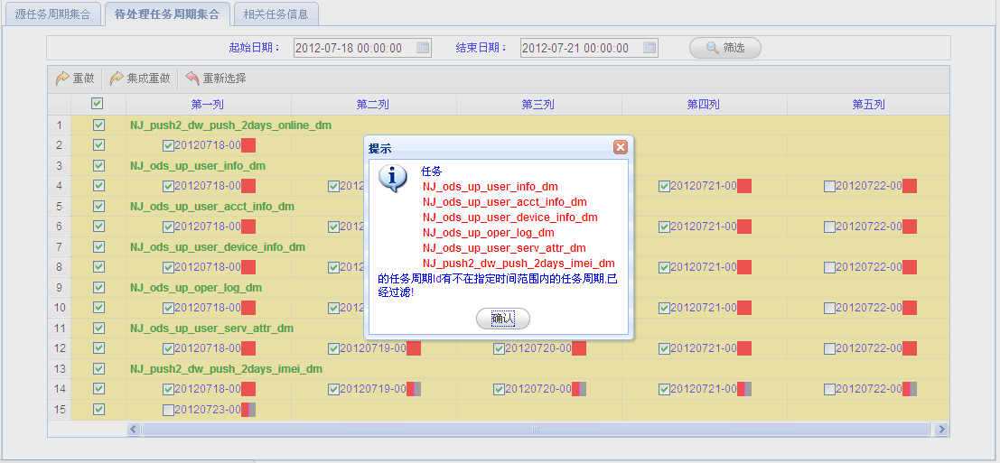 源任务周期集合 待处理任务周期集合 相关任务信息
起始日期： 2012-07-18 00:00:00 结束日期： 2012-07-21 00:00:00 筛选
重做 集成重做 重新选择
第一列 第二列 第三列 第四列 第五列
1 NJ_push2_dw_push_2days_online_dm
2 20120718-00
3 NJ_ods_up_user_info_dm
4 20120718-00 2012 20120721-00 20120722-00
5 NJ_ods_up_user_acct_info_dm
6 20120718-00 2012 20120721-00 20120722-00
7 NJ_ods_up_user_device_info_dm
8 20120718-00 2012 20120721-00 20120722-00
9 NJ_ods_up_oper_log_dm
10 20120718-00 2012 20120721-00 20120722-00
11 NJ_ods_up_user_serv_attr_dm
12 20120718-00 20120719-00 20120720-00 20120721-00 20120722-00
13 NJ_push2_dw_push_2days_imei_dm
14 20120718-00 20120719-00 20120720-00 20120721-00 20120722-00
15 20120723-00
提示
任务
NJ_ods_up_user_info_dm
NJ_ods_up_user_acct_info_dm
NJ_ods_up_user_device_info_dm
NJ_ods_up_oper_log_dm
NJ_ods_up_user_serv_attr_dm
NJ_push2_dw_push_2days_imei_dm
的任务周期Id有不在指定时间范围内的任务周期,已
经过滤!
确认